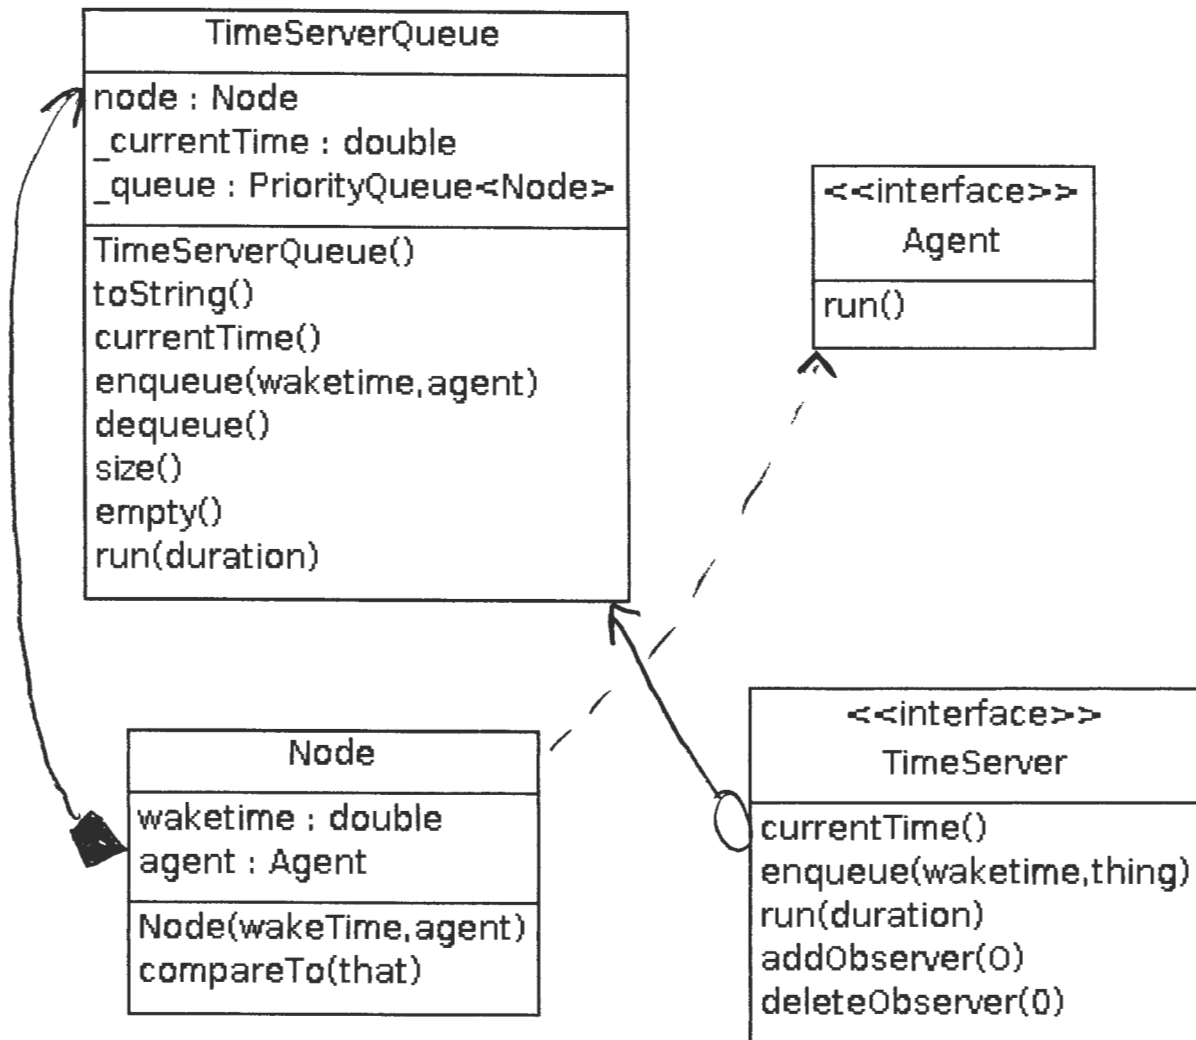 TimeServerQueue
node : Node
_currentTime : double
_queue : PriorityQueue<Node>
TimeServerQueue()
toString()
currentTime()
enqueue(waketime,agent)
dequeue()
size()
empty()
run(duration)
<<interface>>
Agent
run()
Node
waketime : double
agent : Agent
Node(wakeTime,agent)
compareTo(that)
<<interface>>
TimeServer
currentTime()
enqueue(waketime,thing)
run(duration)
addObserver(O)
deleteObserver(0)